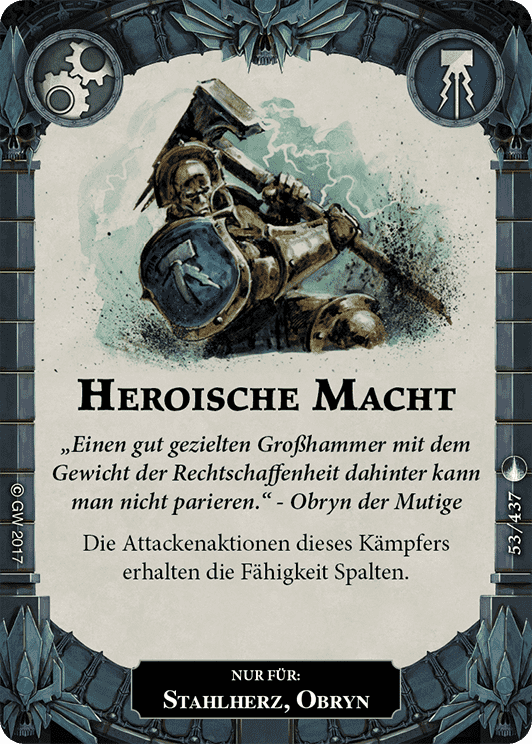 Heroische Macht
„Einen gut gezielten Großhammer mit dem
Gewicht der Rechtschaffenheit dahinter kann
man nicht parieren.“ - Obryn der Mutige
Die Attackenaktionen dieses Kämpfers
erhalten die Fähigkeit Spalten.
© GW 2017
53/437
NUR FÜR:
Stahlherz, Obryn